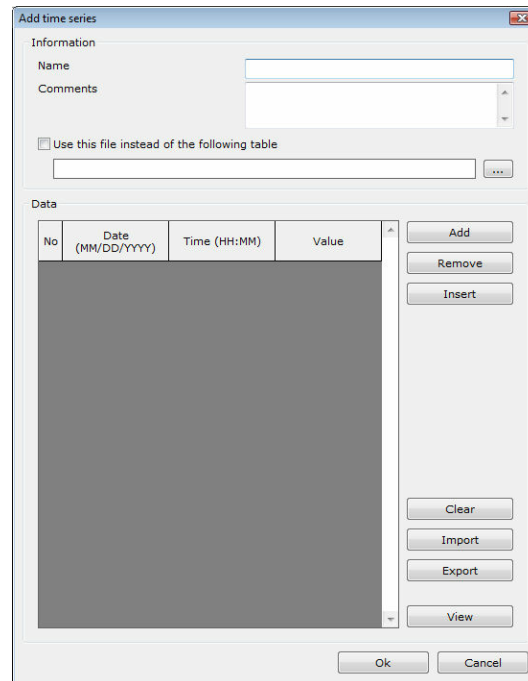 Add time series
Information
Name
Comments
Use this file instead of the following table
...
Data
No
Date
(MM/DD/YYYY)
Time (HH:MM)
Value
Add
Remove
Insert
Clear
Import
Export
View
Ok
Cancel